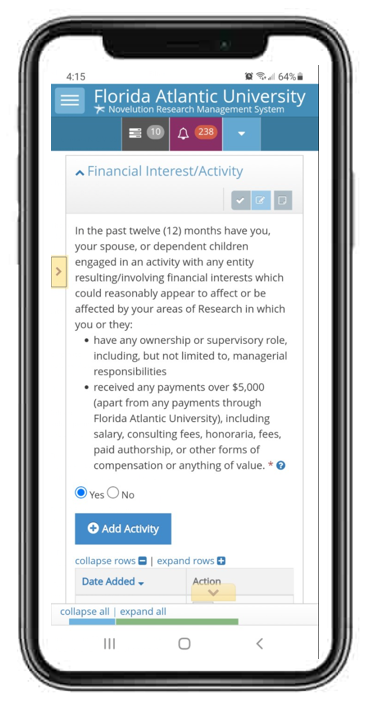 4:15
64%
Florida Atlantic University
Novelution Research Management System
10
238
Financial Interest/Activity
In the past twelve (12) months have you,
your spouse, or dependent children
engaged in an activity with any entity
resulting/involving financial interests which
could reasonably appear to affect or be
affected by your areas of Research in which
you or they:
• have any ownership or supervisory role,
including, but not limited to, managerial
responsibilities
• received any payments over $5,000
(apart from any payments through
Florida Atlantic University), including
salary, consulting fees, honoraria, fees,
paid authorship, or other forms of
compensation or anything of value. *
Yes No
Add Activity
collapse rows | expand rows
Date Added Action
collapse all | expand all